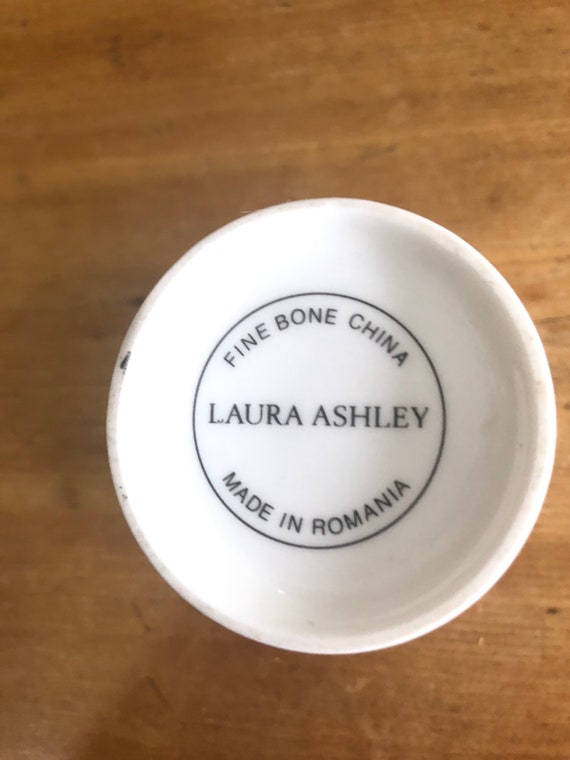 FINE BONE CHINA
LAURA ASHLEY
MADE IN ROMANIA